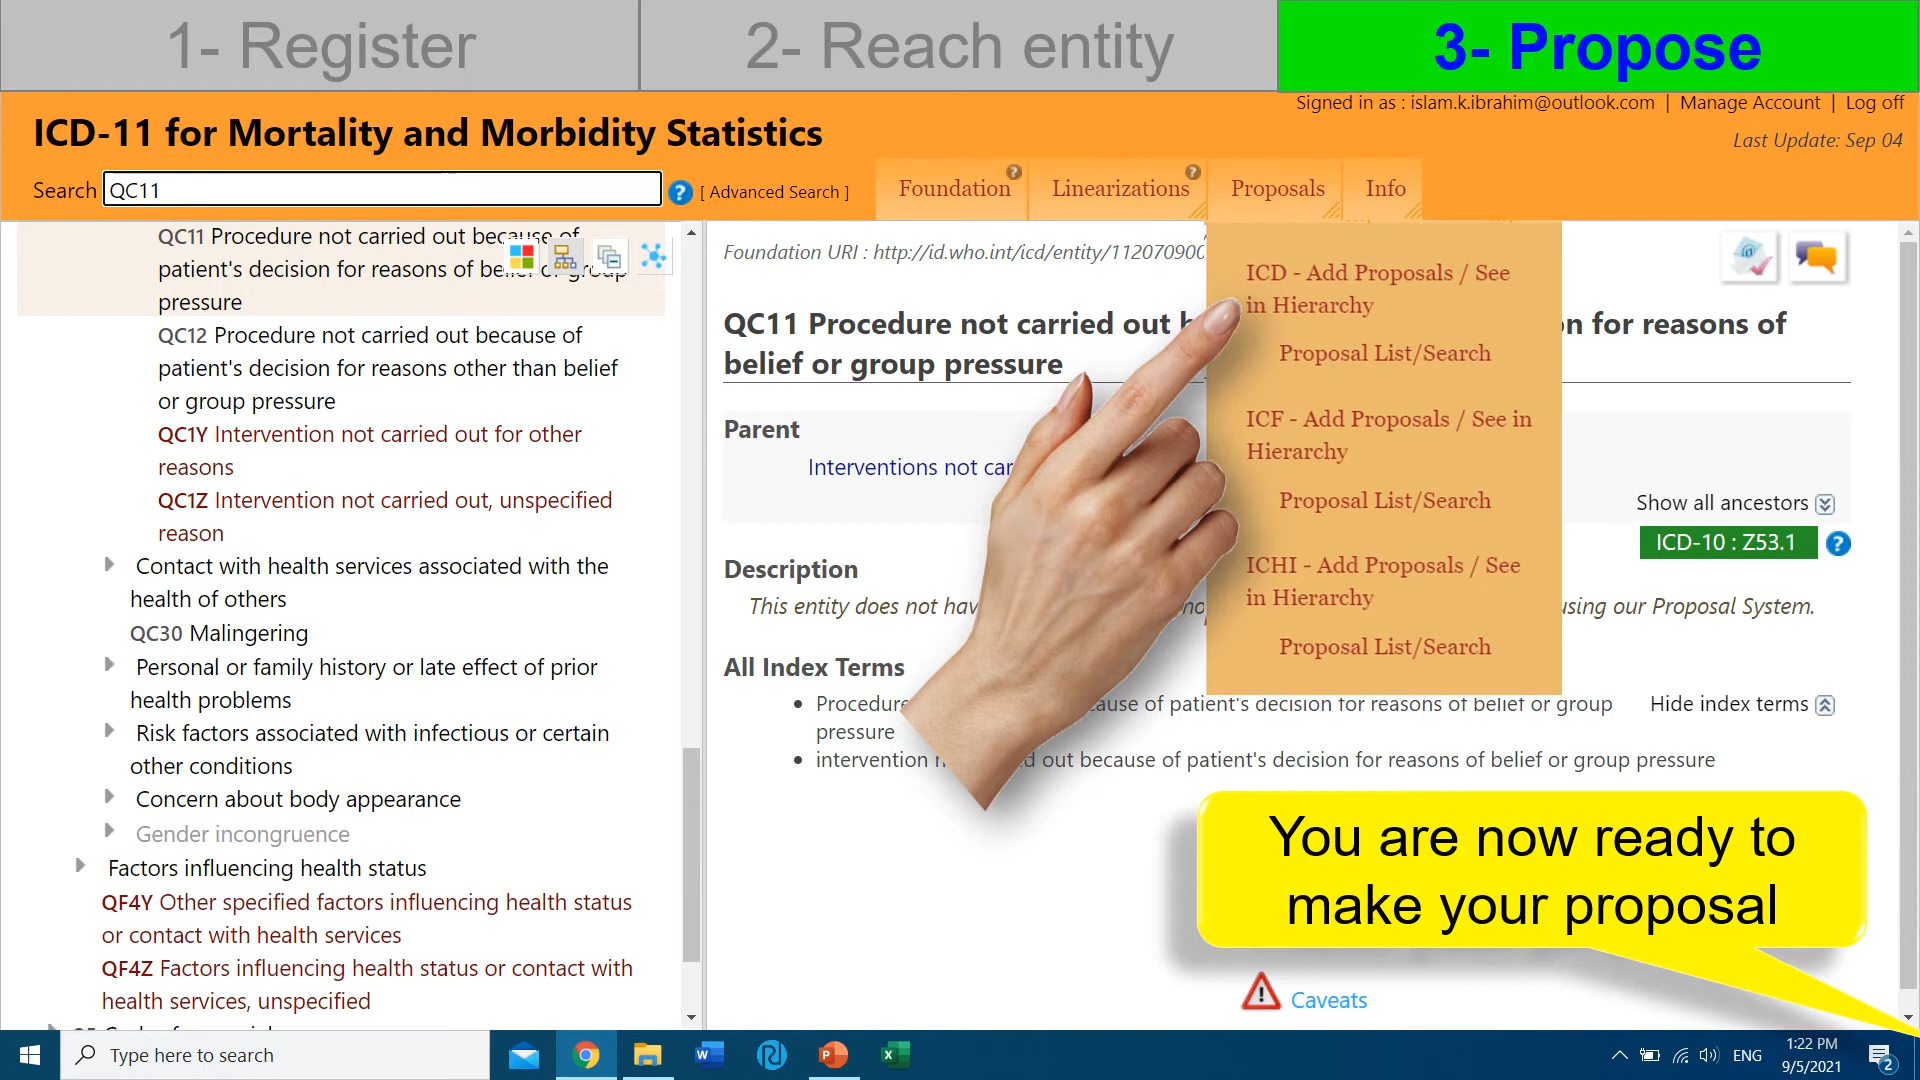 1- Register
2- Reach entity
3- Propose
Signed in as : islam.k.ibrahim@outlook.com | Manage Account | Log off
ICD-11 for Mortality and Morbidity Statistics
Last Update: Sep 04
Search QC11
[ Advanced Search ]
Foundation
Linearizations
Proposals
Info
QC11 Procedure not carried out because of
patient's decision for reasons of belief or group
pressure
QC12 Procedure not carried out because of
patient's decision for reasons other than belief
or group pressure
QC1Y Intervention not carried out for other
reasons
QC1Z Intervention not carried out, unspecified
reason
Contact with health services associated with the
health of others
QC30 Malingering
Personal or family history or late effect of prior
health problems
Risk factors associated with infectious or certain
other conditions
Concern about body appearance
Gender incongruence
Factors influencing health status
QF4Y Other specified factors influencing health status
or contact with health services
QF4Z Factors influencing health status or contact with
health services, unspecified
Foundation URI : http://id.who.int/icd/entity/112070900
QC11 Procedure not carried out for reasons of
belief or group pressure
Parent
Interventions not
Show all ancestors
ICD-10 : Z53.1
Description
This entity does not using our Proposal System.
All Index Terms
Procedure of patient's decision for reasons of belief or group
pressure
Hide index terms
intervention out because of patient's decision for reasons of belief or group pressure
ICD - Add Proposals / See
in Hierarchy
Proposal List/Search
ICF - Add Proposals / See in
Hierarchy
Proposal List/Search
ICHI - Add Proposals / See
in Hierarchy
Proposal List/Search
You are now ready to
make your proposal
Caveats
Type here to search
ENG
1:22 PM
9/5/2021
2